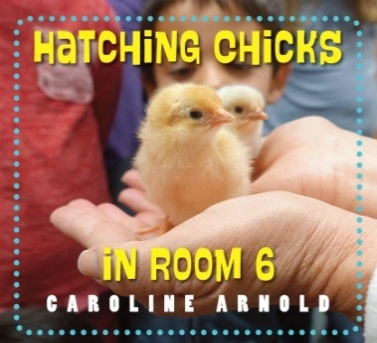 Hatching Chicks
in Room 6
CAROLINE ARNOLD